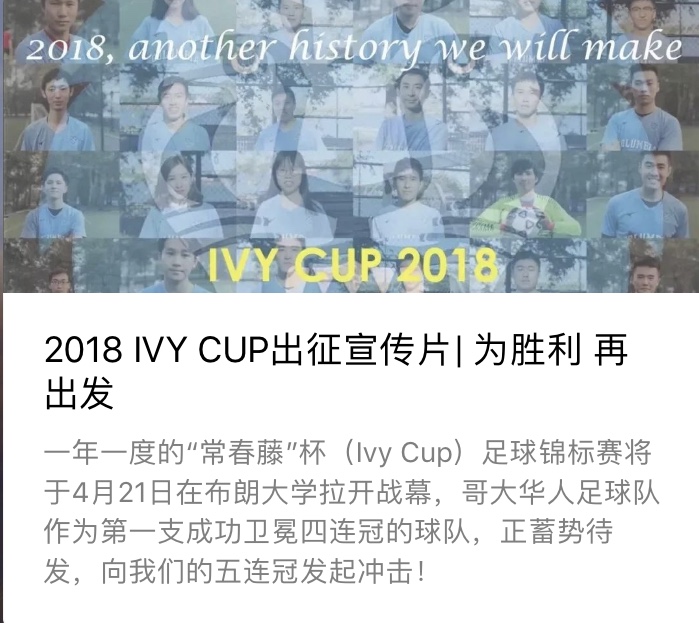 2018, another history we will make
IVY CUP 2018
2018 IVY CUP出征宣传片| 为胜利 再
出发
一年一度的“常春藤”杯（Ivy Cup）足球锦标赛将
于4月21日在布朗大学拉开战幕，哥大华人足球队
作为第一支成功卫冕四连冠的球队，正蓄势待
发，向我们的五连冠发起冲击！